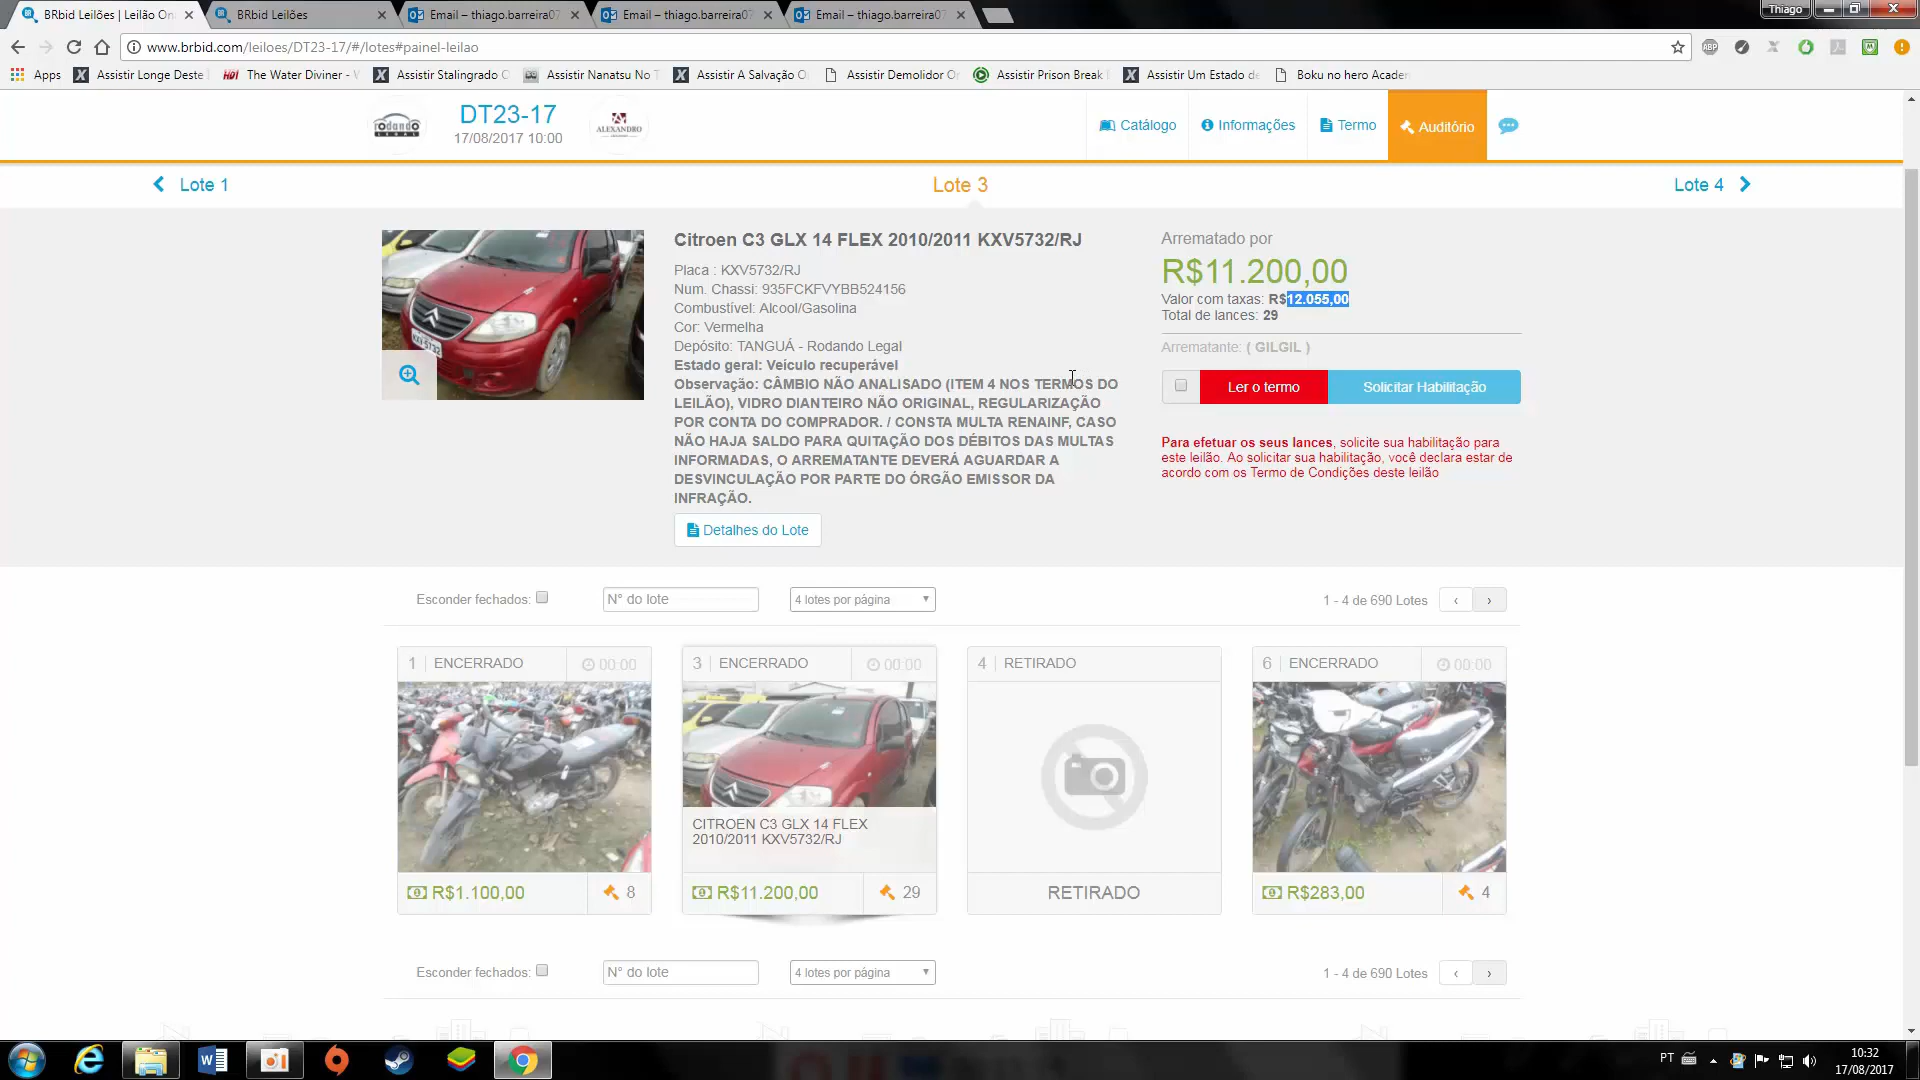 BRbid Leilões | Leilão On
BRbid Leilões
Email – thiago.barreira07
Email – thiago.barreira07
Email – thiago.barreira07
Thiago
www.brbid.com/leiloes/DT23-17/#/lotes#painel-leilao
ABP
Apps
Assistir Longe Deste
HD!
The Water Diviner -
Assistir Stalingrado
Assistir Nanatsu No T
Assistir A Salvação
Assistir Demolidor
Assistir Prison Break
Assistir Um Estado
Boku no hero Acaden
rodando
LEGAL
DT23-17
17/08/2017 10:00
ALEXANDRO
Catálogo
Informações
Termo
Auditório
Lote 1
Lote 3
Lote 4
Citroen C3 GLX 14 FLEX 2010/2011 KXV5732/RJ
Placa : KXV5732/RJ
Num. Chassi: 935FCKFVYBB524156
Combustível: Alcool/Gasolina
Cor: Vermelha
Depósito: TANGUÁ - Rodando Legal
Estado geral: Veículo recuperável
Observação: CÂMBIO NÃO ANALISADO (ITEM 4 NOS TERMOS DO
LEILÃO), VIDRO DIANTEIRO NÃO ORIGINAL, REGULARIZAÇÃO
POR CONTA DO COMPRADOR. / CONSTA MULTA RENAINF, CASO
NÃO HAJA SALDO PARA QUITAÇÃO DOS DÉBITOS DAS MULTAS
INFORMADAS, O ARREMATANTE DEVERÁ AGUARDAR A
DESVINCULAÇÃO POR PARTE DO ÓRGÃO EMISSOR DA
INFRAÇÃO.
Detalhes do Lote
KXV 5732
Arrematado por
R$11.200,00
Valor com taxas: R$12.055,00
Total de lances: 29
Arrematante: ( GILGIL )
Ler o termo
Solicitar Habilitação
Para efetuar os seus lances, solicite sua habilitação para
este leilão. Ao solicitar sua habilitação, você declara estar de
acordo com os Termo de Condições deste leilão
Esconder fechados:
N° do lote
4 lotes por página
1 - 4 de 690 Lotes
‹
›
1 ENCERRADO 00:00
3 ENCERRADO 00:00
4 RETIRADO
6 ENCERRADO 00:00
CITROEN C3 GLX 14 FLEX
2010/2011 KXV5732/RJ
R$1.100,00 8
R$11.200,00 29
RETIRADO
R$283,00 4
Esconder fechados:
N° do lote
4 lotes por página
1 - 4 de 690 Lotes
‹
›
PT
10:32
17/08/2017